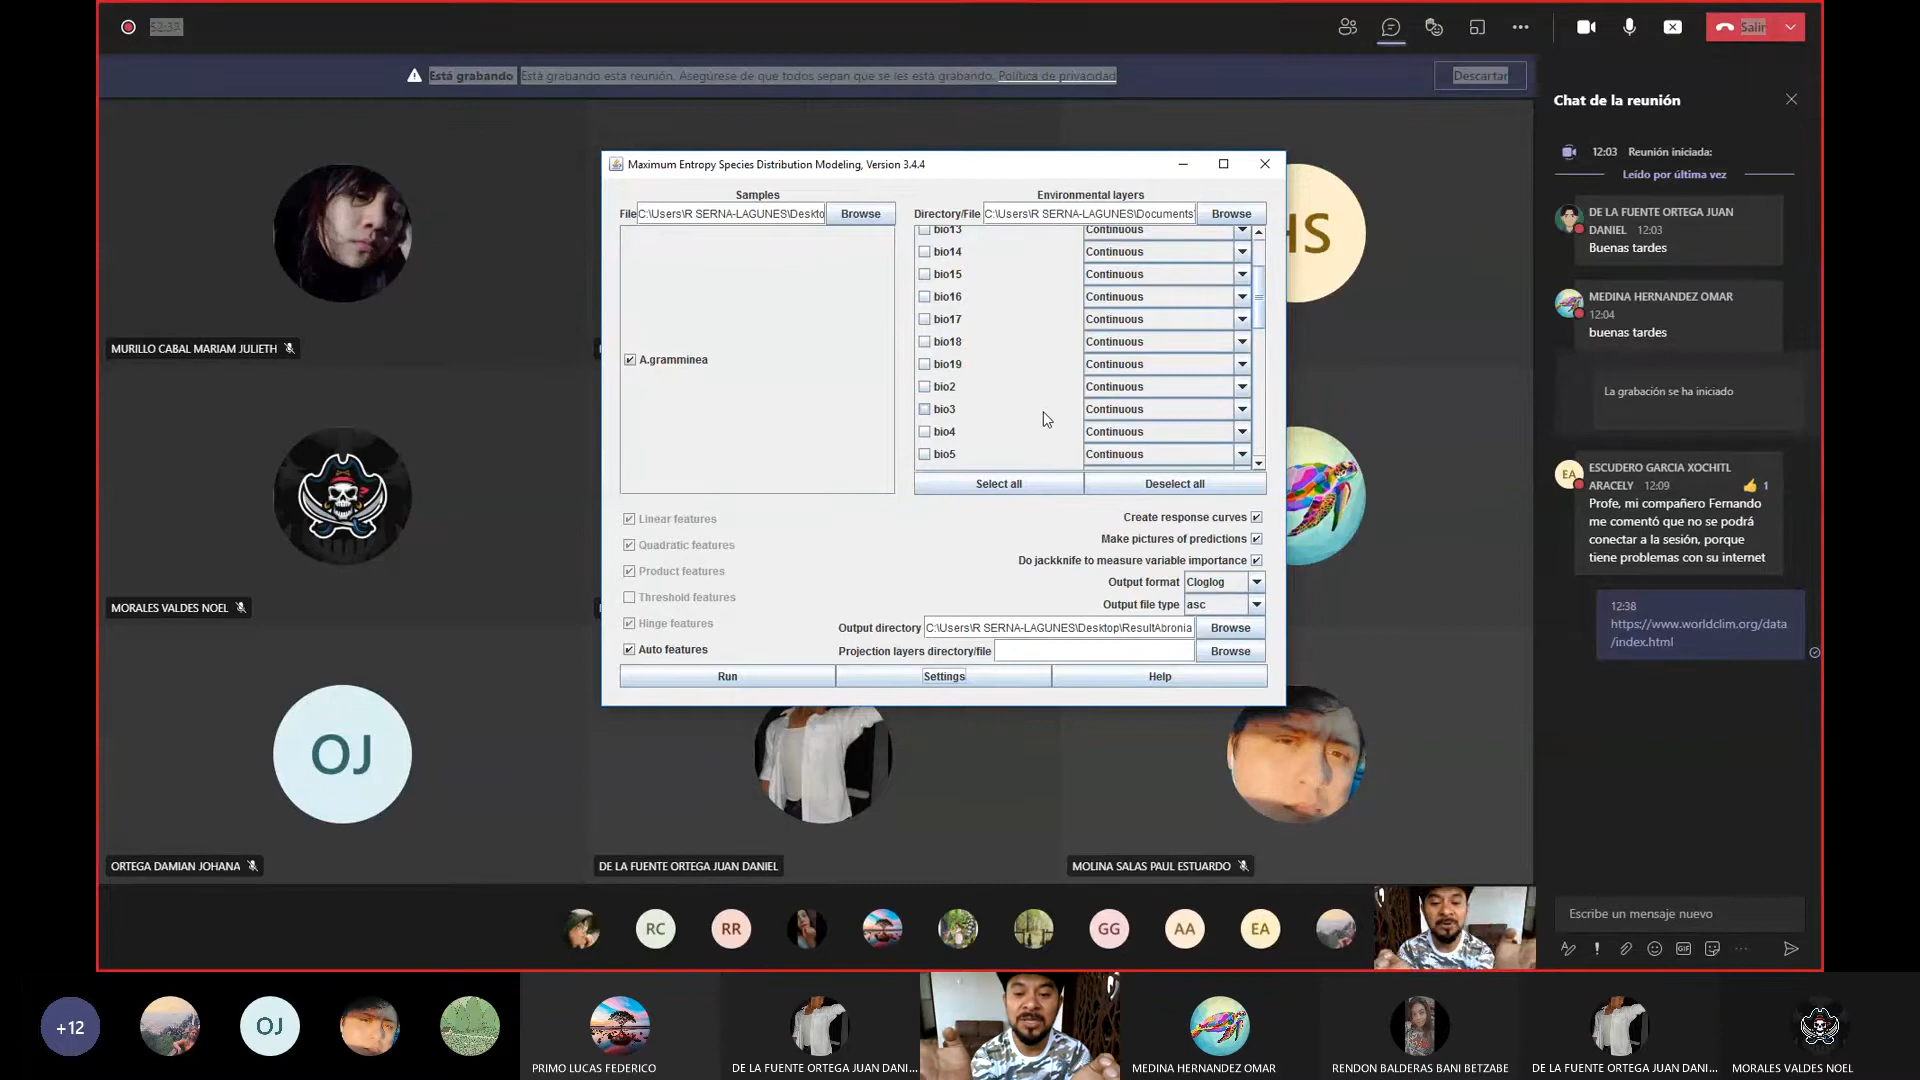 52:39
Salir
Está grabando Está grabando esta reunión. Asegúrese de que todos sepan que se les está grabando. Política de privacidad
Descartar
Chat de la reunión
12:03 Reunión iniciada:
Leído por última vez
DE LA FUENTE ORTEGA JUAN
DANIEL 12:03
Buenas tardes
MEDINA HERNANDEZ OMAR
12:04
buenas tardes
La grabación se ha iniciado
EA
ESCUDERO GARCIA XOCHITL
ARACELY 12:09
1
Profe, mi compañero Fernando
me comentó que no se podrá
conectar a la sesión, porque
tiene problemas con su internet
12:38
https://www.worldclim.org/data
/index.html
Escribe un mensaje nuevo
GIF
Maximum Entropy Species Distribution Modeling, Version 3.4.4
Samples
File C:\Users\R SERNA-LAGUNES\Deskto Browse
A.gramminea
Environmental layers
Directory/File C:\Users\R SERNA-LAGUNES\Documents\ Browse
bio13 Continuous
bio14 Continuous
bio15 Continuous
bio16 Continuous
bio17 Continuous
bio18 Continuous
bio19 Continuous
bio2 Continuous
bio3 Continuous
bio4 Continuous
bio5 Continuous
Select all Deselect all
Linear features
Quadratic features
Product features
Threshold features
Hinge features
Auto features
Create response curves
Make pictures of predictions
Do jackknife to measure variable importance
Output format Cloglog
Output file type asc
Output directory C:\Users\R SERNA-LAGUNES\Desktop\ResultAbronia Browse
Projection layers directory/file Browse
Run Settings Help
HS
MURILLO CABAL MARIAM JULIETH
MORALES VALDES NOEL
OJ
ORTEGA DAMIAN JOHANA
DE LA FUENTE ORTEGA JUAN DANIEL
MOLINA SALAS PAUL ESTUARDO
RC RR GG AA EA
+12
OJ
PRIMO LUCAS FEDERICO
DE LA FUENTE ORTEGA JUAN DANI...
MEDINA HERNANDEZ OMAR
RENDON BALDERAS BANI BETZABE
DE LA FUENTE ORTEGA JUAN DANI...
MORALES VALDES NOEL